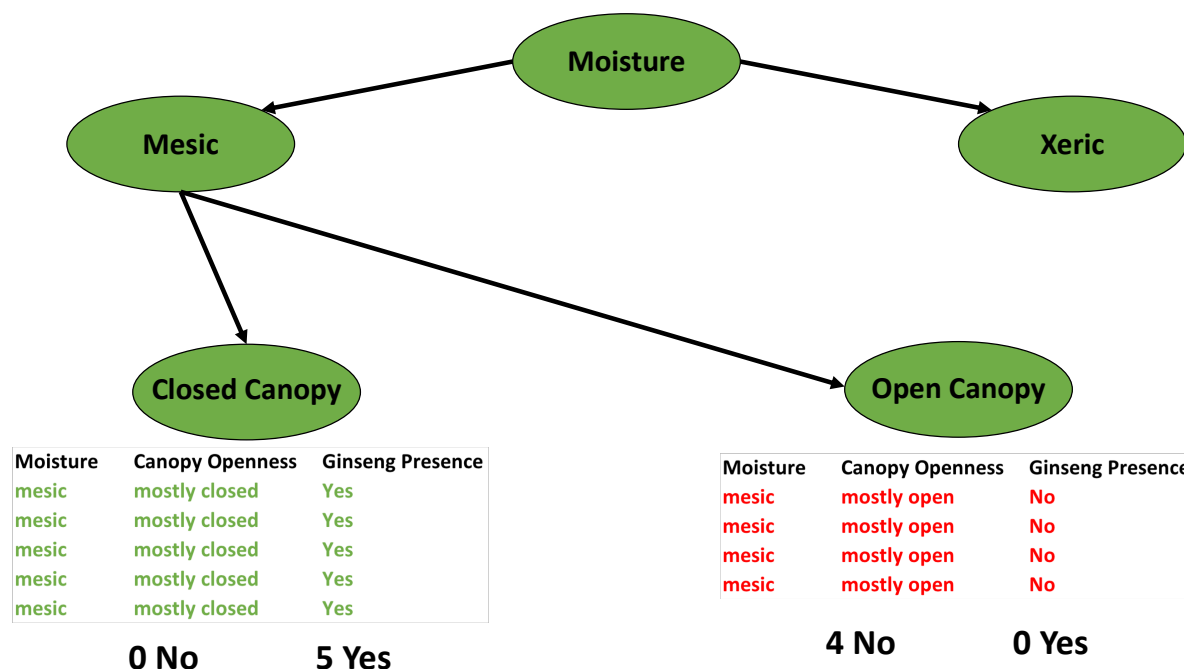 Moisture
Mesic
Xeric
Closed Canopy
Open Canopy
Moisture Canopy Openness Ginseng Presence
mesic mostly closed Yes
mesic mostly closed Yes
mesic mostly closed Yes
mesic mostly closed Yes
mesic mostly closed Yes
0 No 5 Yes
Moisture Canopy Openness Ginseng Presence
mesic mostly open No
mesic mostly open No
mesic mostly open No
mesic mostly open No
4 No 0 Yes